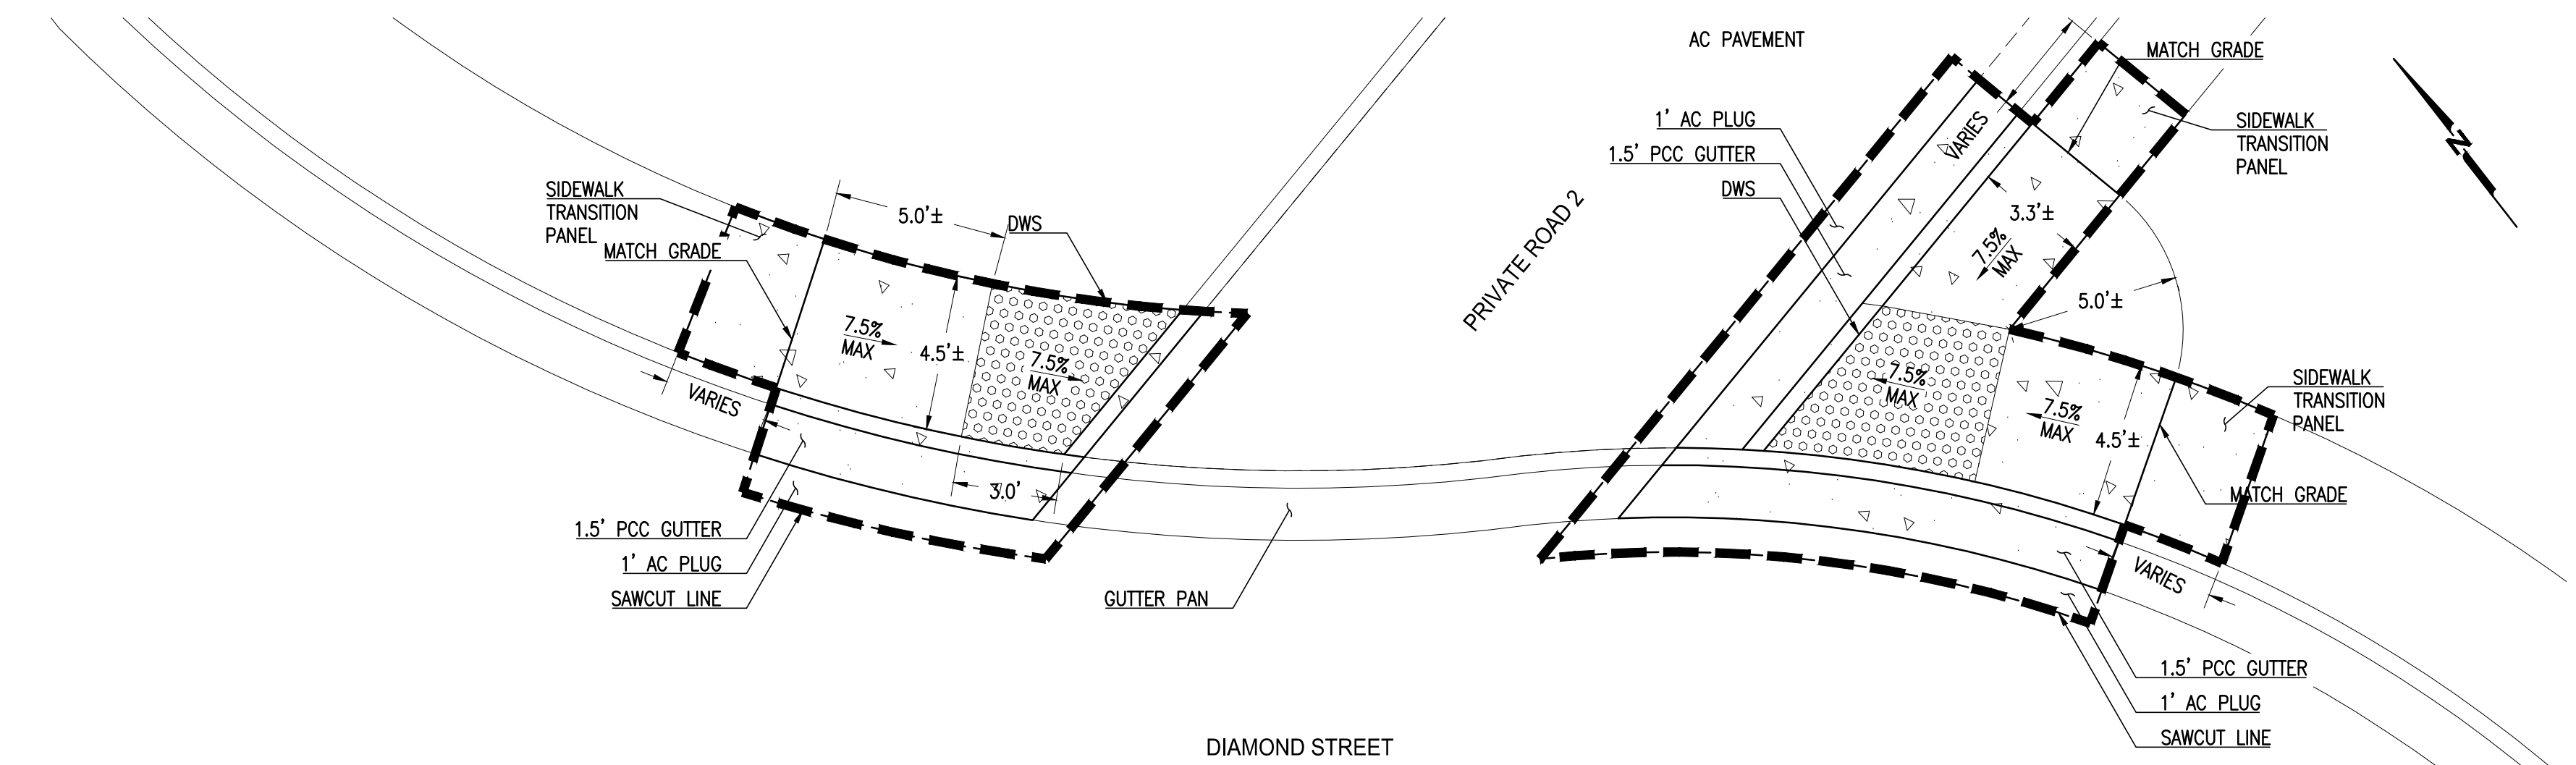 AC PAVEMENT
MATCH GRADE
1' AC PLUG
1.5' PCC GUTTER
DWS
VARIES
SIDEWALK
TRANSITION
PANEL
N
SIDEWALK
TRANSITION
PANEL
MATCH GRADE
5.0'±
DWS
7.5%
MAX
4.5'±
7.5%
MAX
3.0'
VARIES
PRIVATE ROAD 2
3.3'±
7.5%
MAX
5.0'±
7.5%
MAX
7.5%
MAX
4.5'±
SIDEWALK
TRANSITION
PANEL
MATCH GRADE
VARIES
1.5' PCC GUTTER
1' AC PLUG
SAWCUT LINE
GUTTER PAN
1.5' PCC GUTTER
1' AC PLUG
SAWCUT LINE
DIAMOND STREET